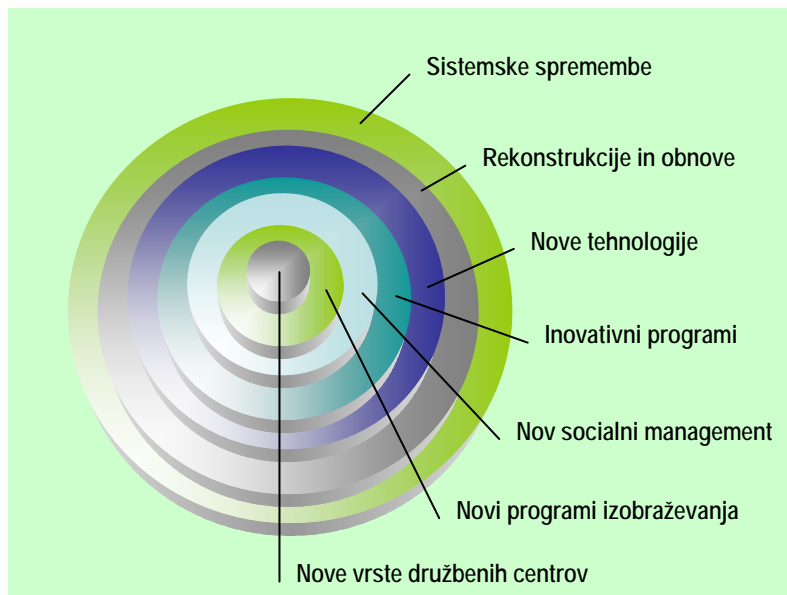 Sistemske spremembe
Rekonstrukcije in obnove
Nove tehnologije
Inovativni programi
Nov socialni management
Novi programi izobraževanja
Nove vrste družbenih centrov